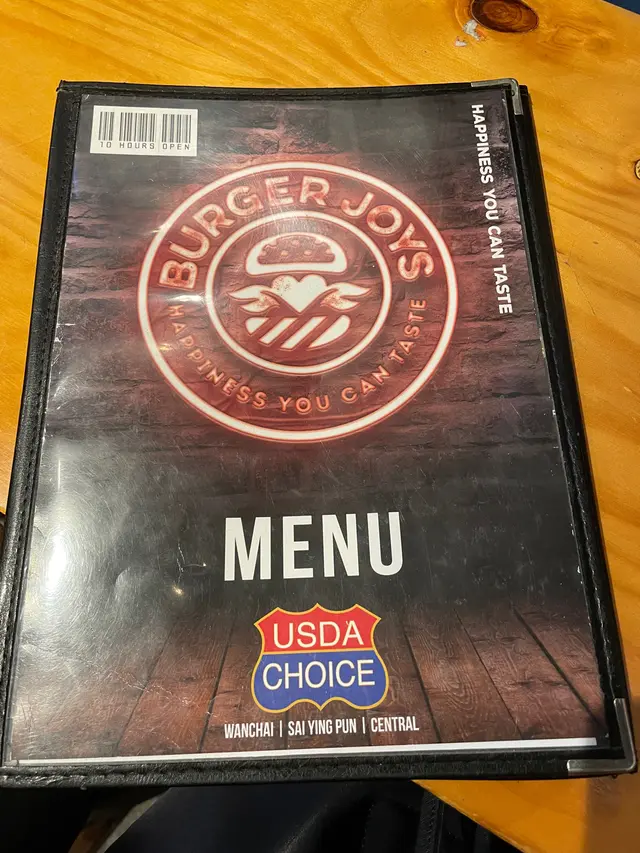 10 HOURS OPEN
HAPPINESS YOU CAN TASTE
BURGER JOYS
HAPPINESS YOU CAN TASTE
MENU
USDA
CHOICE
WANCHAI | SAI YING PUN | CENTRAL